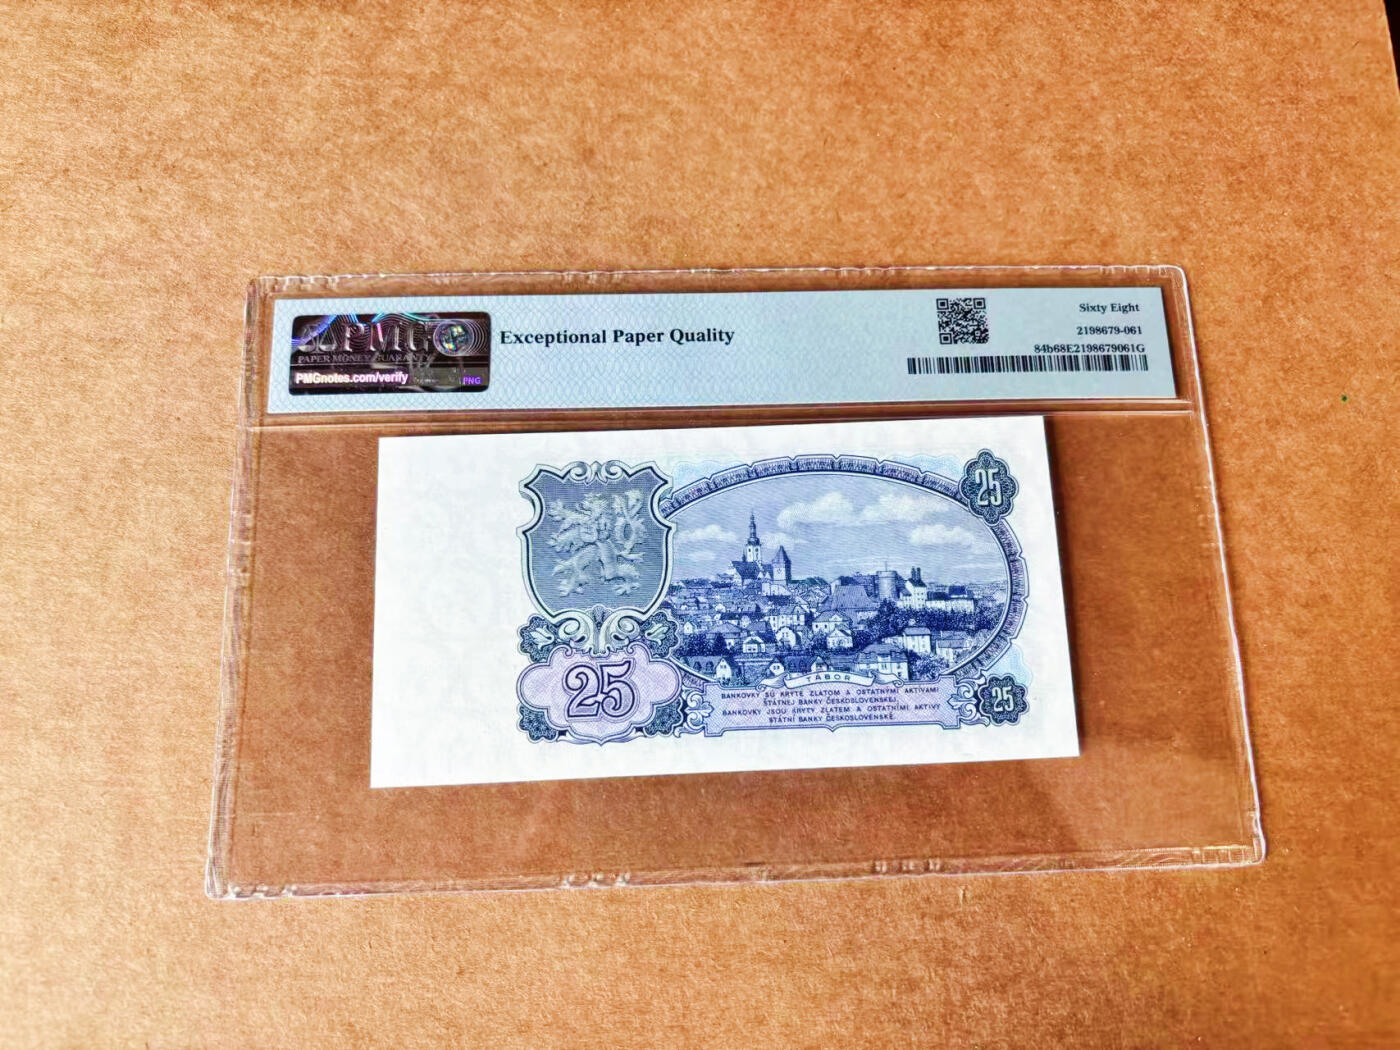 PMG
PAPER MONEY GUARANTY
PMGnotes.com/verify
PNG
Exceptional Paper Quality
Sixty Eight
2198679-061
84b68E2198679061G
25
TÁBOR
BANKOVKY SÚ KRYTÉ ZLATOM A OSTATNÝMI AKTÍVAMI
ŠTÁTNEJ BANKY ČESKOSLOVENSKEJ.
BANKOVKY JSOU KRYTY ZLATEM A OSTATNÍMI AKTIVY
STÁTNÍ BANKY ČESKOSLOVENSKÉ.
25
25